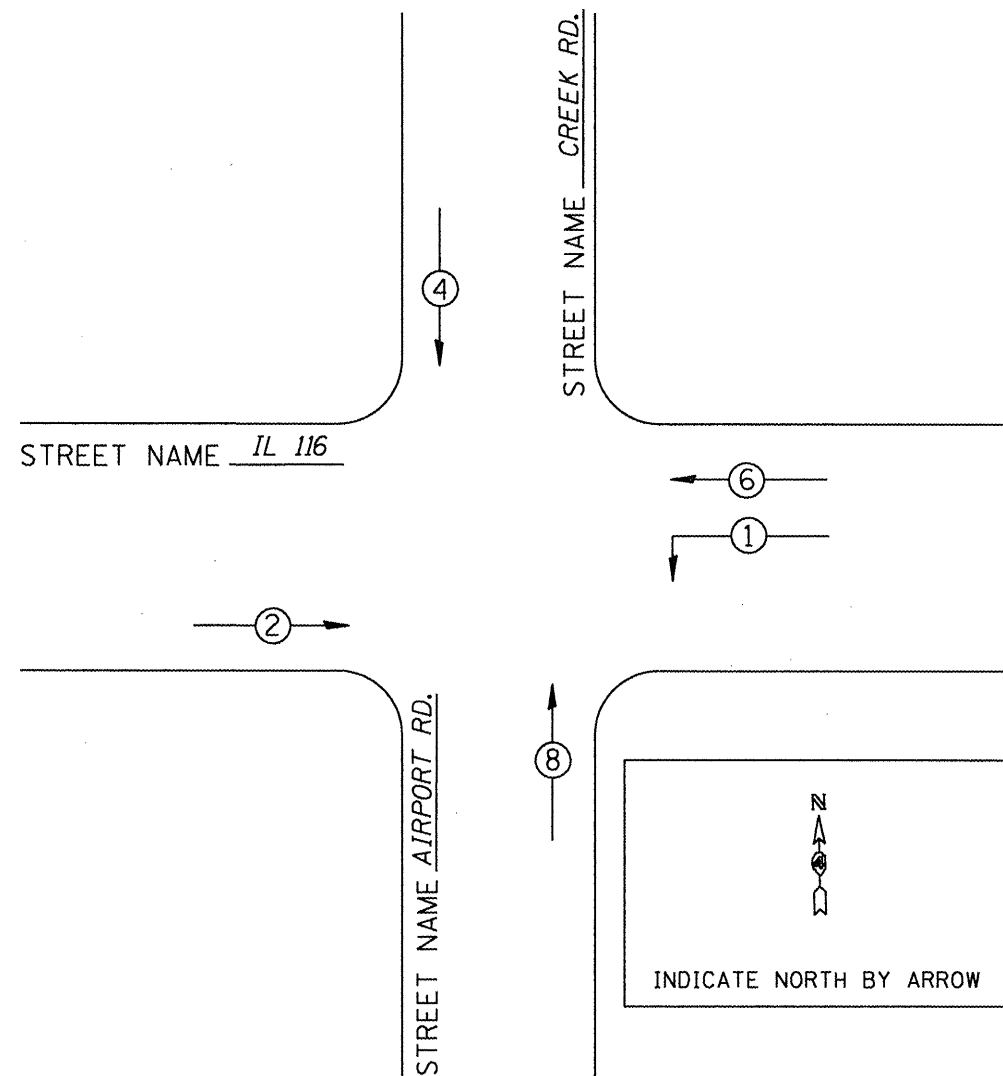 STREET NAME CREEK RD.
4
STREET NAME IL 116
6
1
2
STREET NAME AIRPORT RD.
8
N
INDICATE NORTH BY ARROW